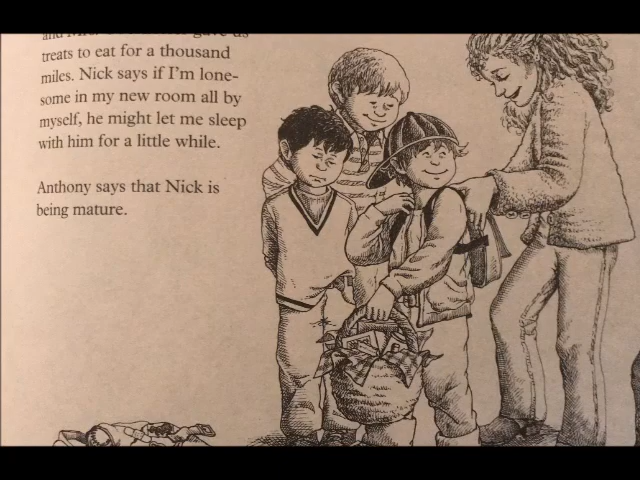 treats to eat for a thousand
miles. Nick says if I'm lone-
some in my new room all by
myself, he might let me sleep
with him for a little while.
Anthony says that Nick is
being mature.